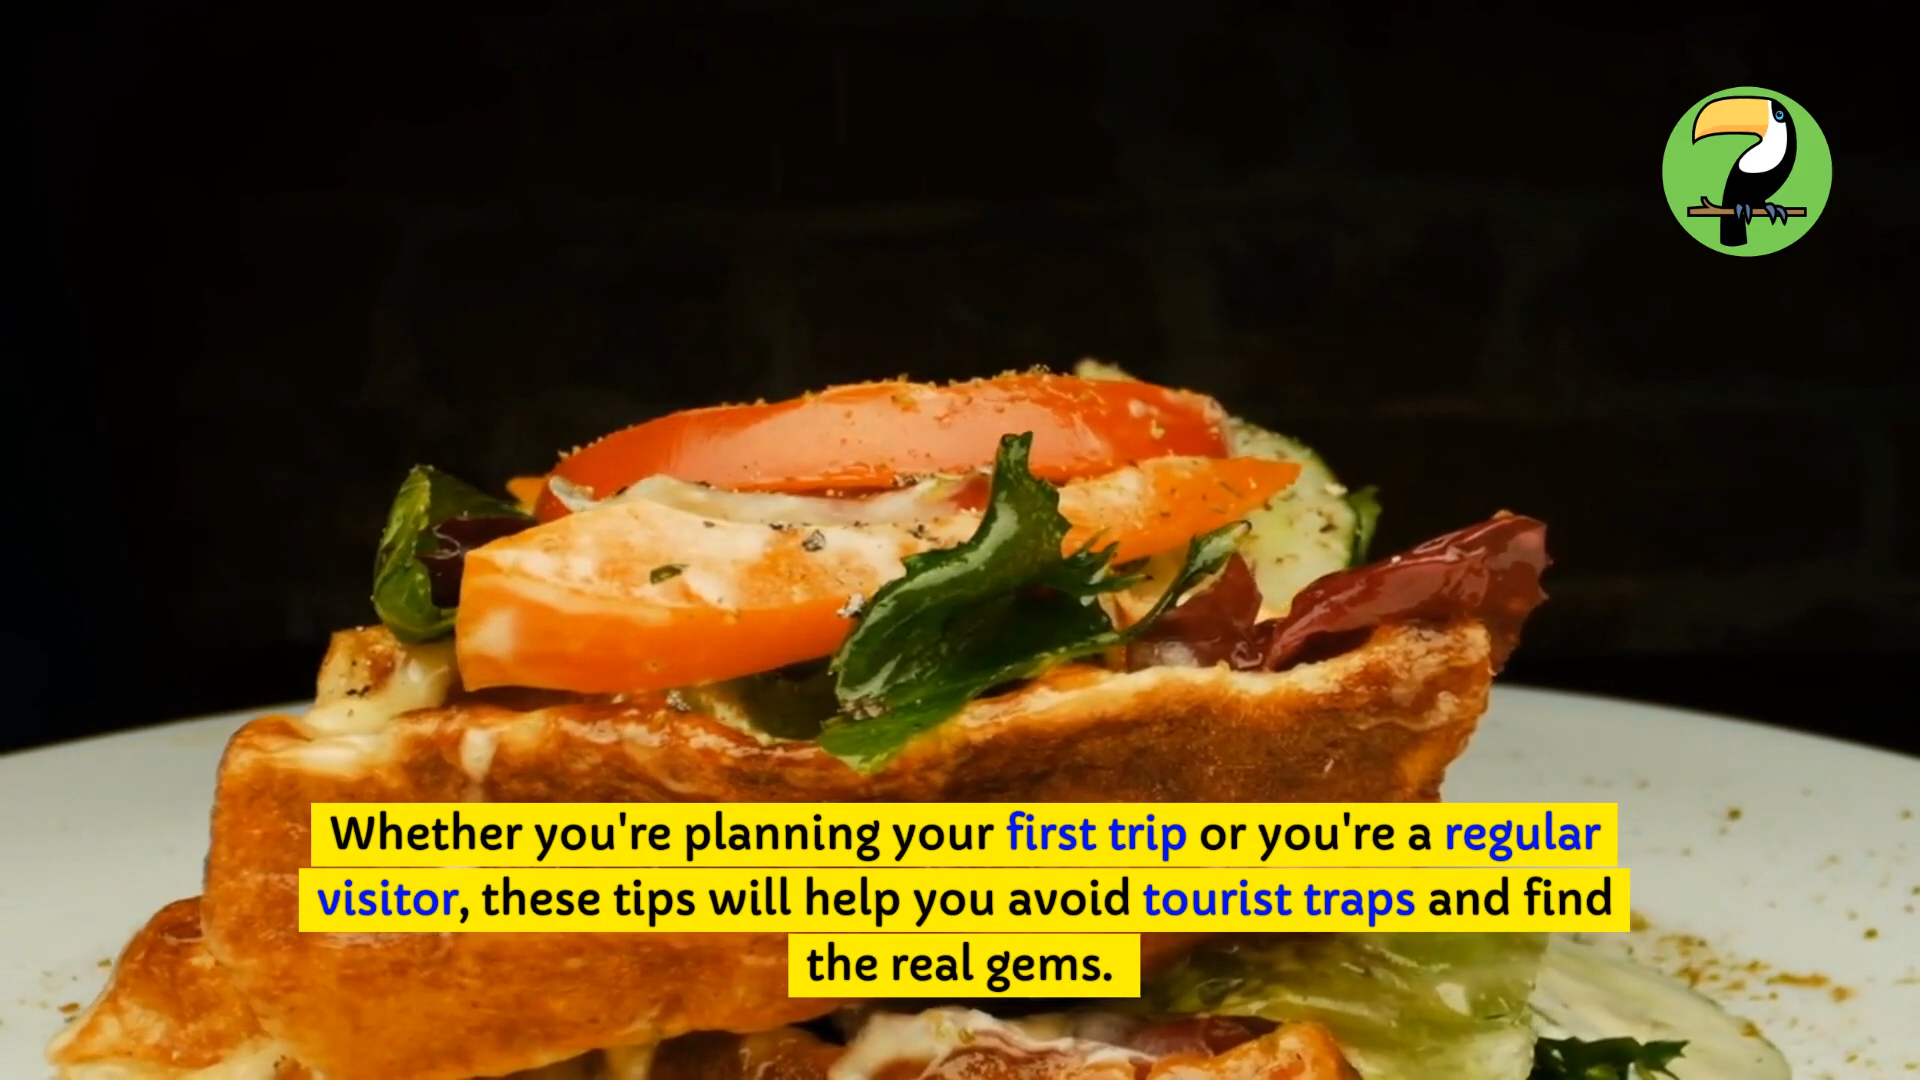 Whether you're planning your first trip or you're a regular
visitor, these tips will help you avoid tourist traps and find
the real gems.